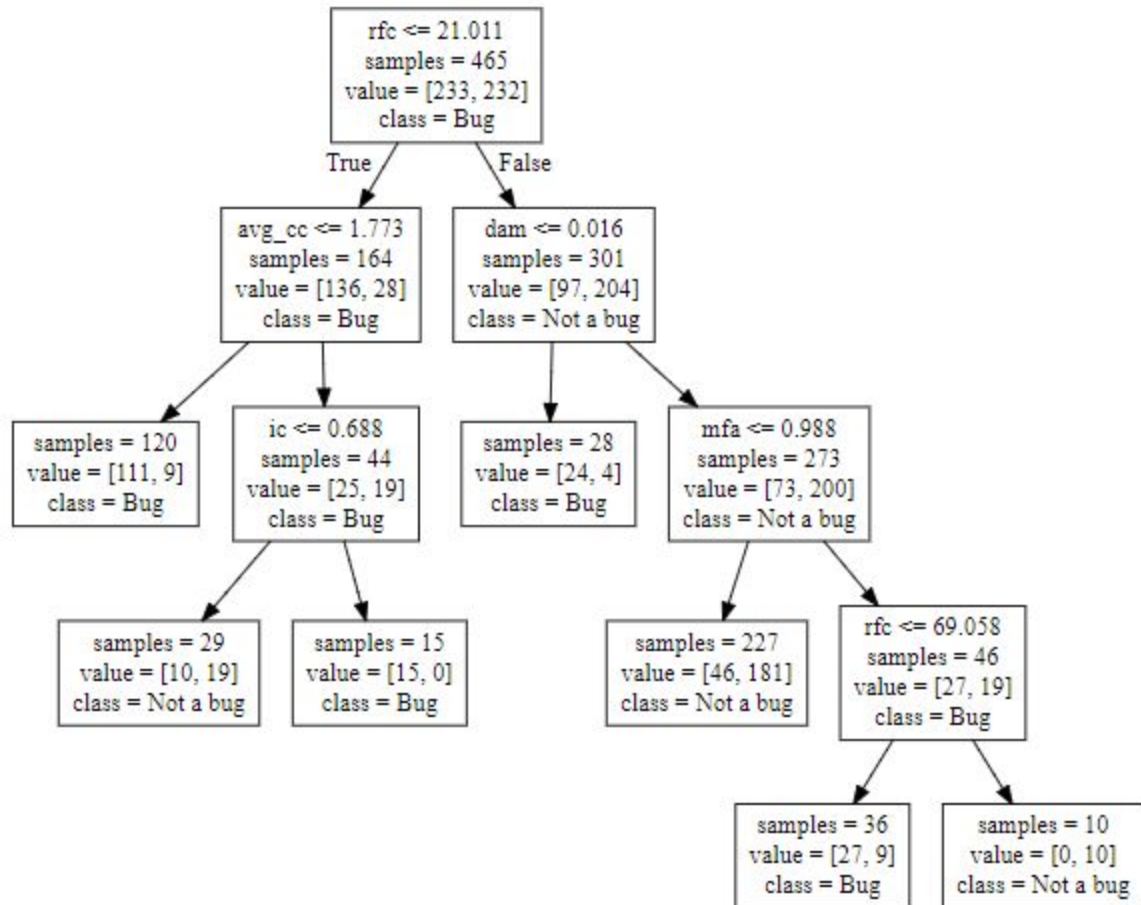 rfc <= 21.011
samples = 465
value = [233, 232]
class = Bug
True
False
avg_cc <= 1.773
samples = 164
value = [136, 28]
class = Bug
dam <= 0.016
samples = 301
value = [97, 204]
class = Not a bug
samples = 120
value = [111, 9]
class = Bug
ic <= 0.688
samples = 44
value = [25, 19]
class = Bug
samples = 28
value = [24, 4]
class = Bug
mfa <= 0.988
samples = 273
value = [73, 200]
class = Not a bug
samples = 29
value = [10, 19]
class = Not a bug
samples = 15
value = [15, 0]
class = Bug
samples = 227
value = [46, 181]
class = Not a bug
rfc <= 69.058
samples = 46
value = [27, 19]
class = Bug
samples = 36
value = [27, 9]
class = Bug
samples = 10
value = [0, 10]
class = Not a bug